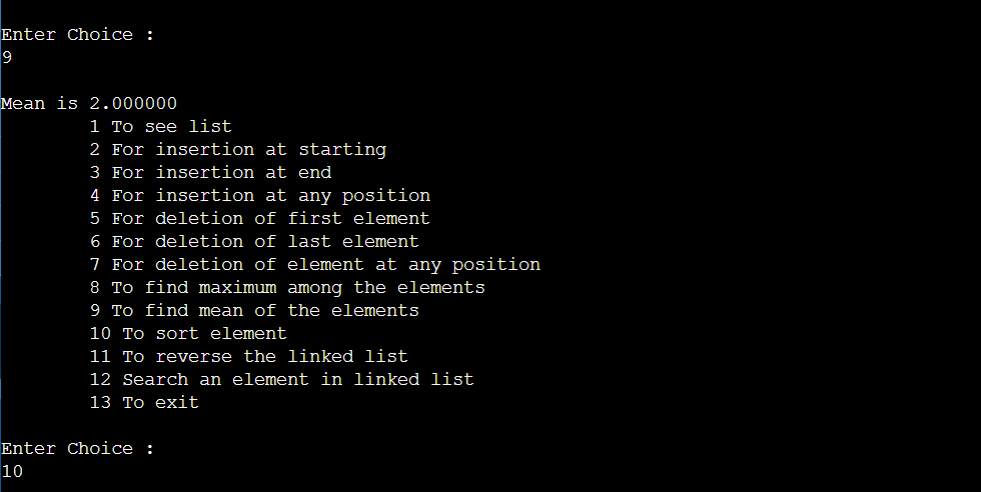 Enter Choice :
9
Mean is 2.000000
1 To see list
2 For insertion at starting
3 For insertion at end
4 For insertion at any position
5 For deletion of first element
6 For deletion of last element
7 For deletion of element at any position
8 To find maximum among the elements
9 To find mean of the elements
10 To sort element
11 To reverse the linked list
12 Search an element in linked list
13 To exit
Enter Choice :
10